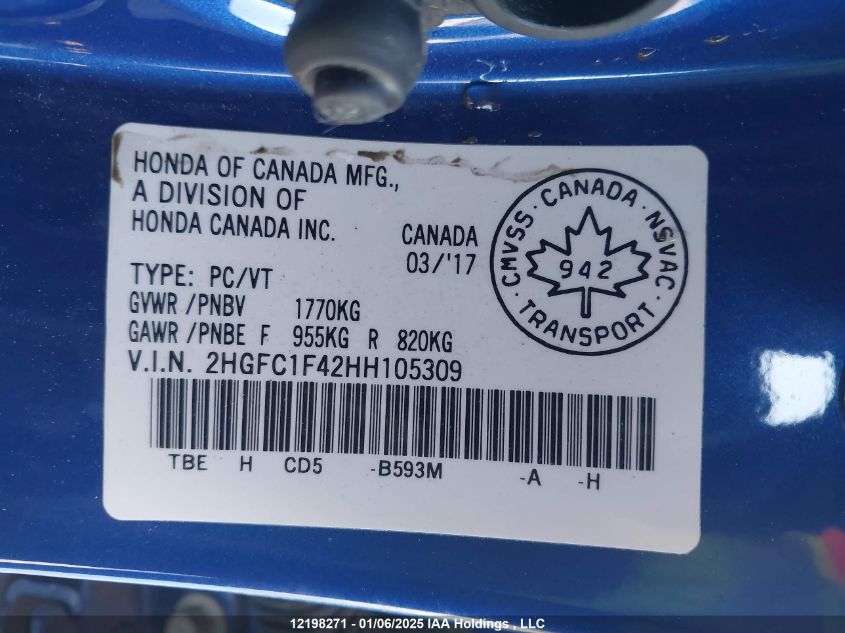 HONDA OF CANADA MFG.,
A DIVISION OF
HONDA CANADA INC.
CANADA
03/'17
TYPE: PC/VT
GVWR /PNBV 1770KG
GAWR /PNBE F 955KG R 820KG
V.I.N. 2HGFC1F42HH105309
TBE H CD5 -B593M -A -H
CMVSS · CANADA · NSVAC
· TRANSPORT ·
942
12198271 - 01/06/2025 IAA Holdings , LLC